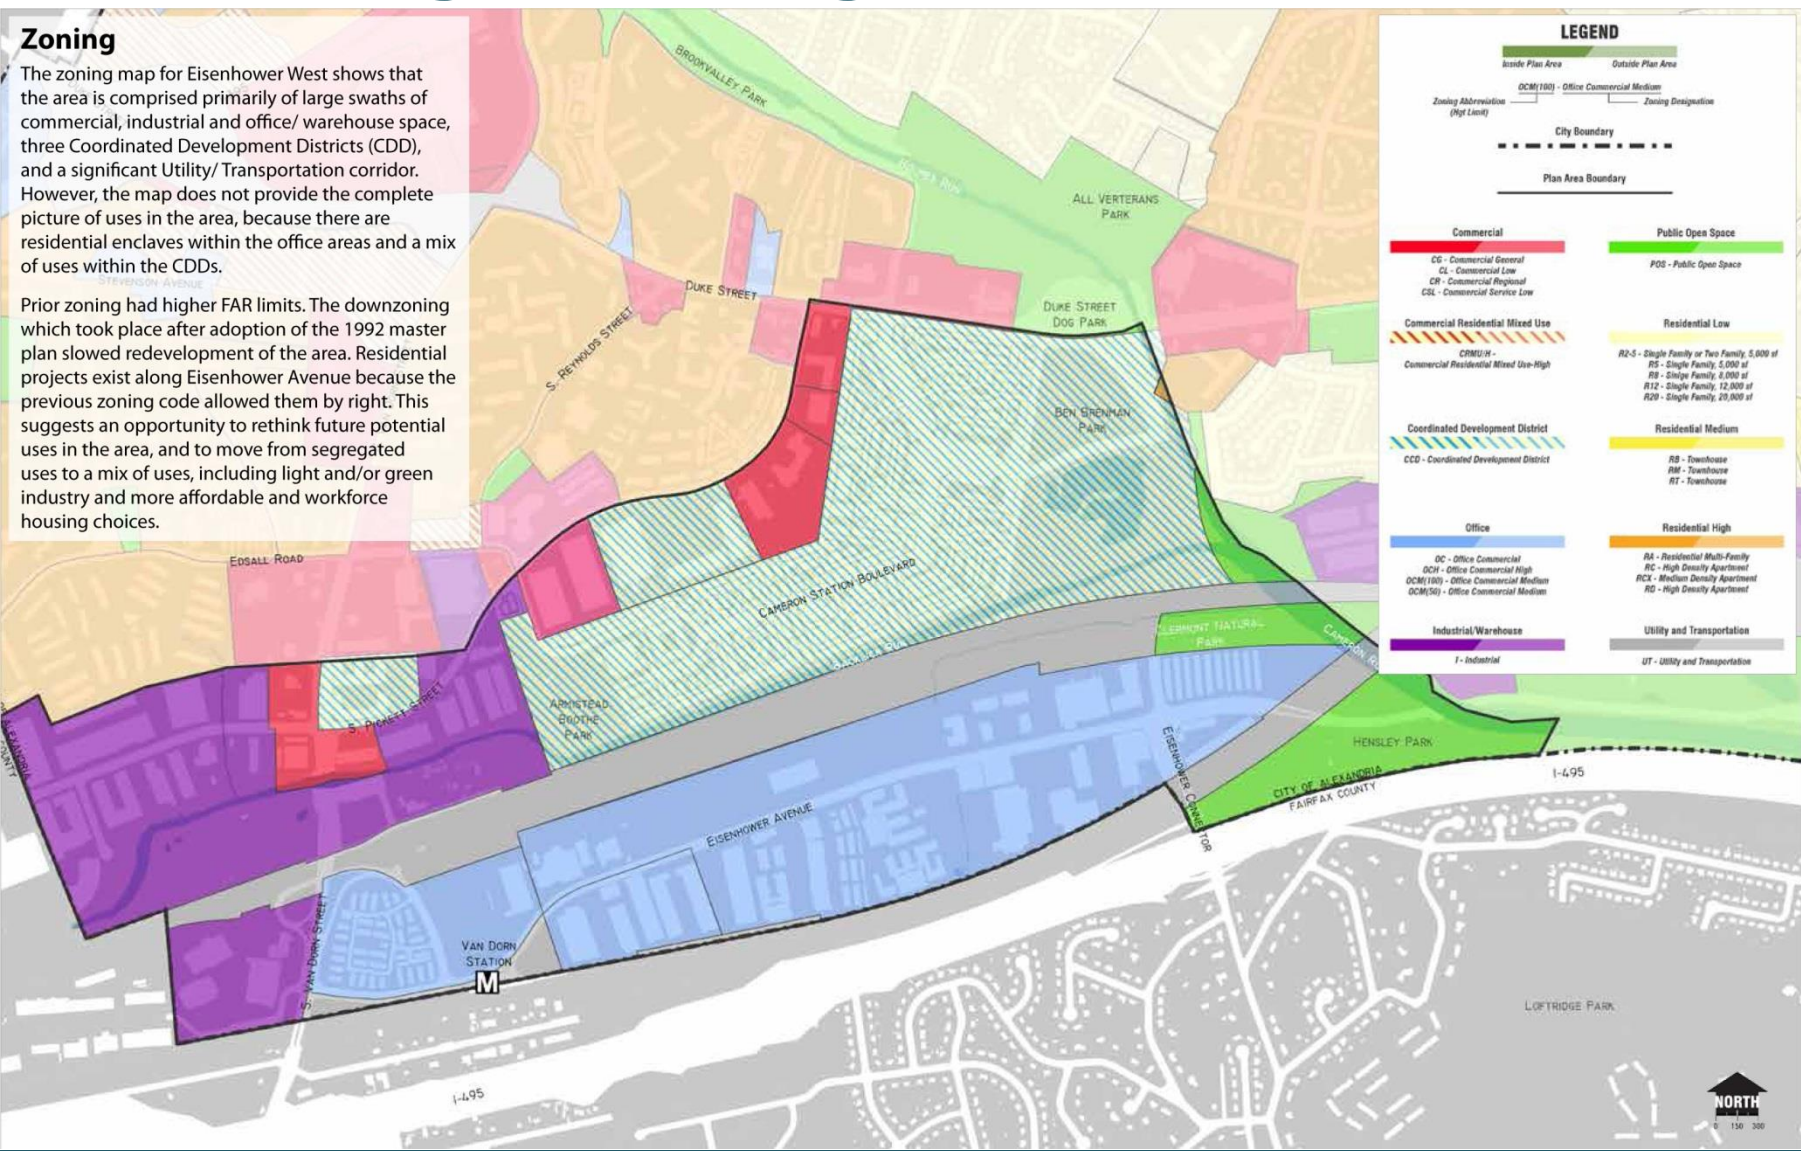 Zoning
The zoning map for Eisenhower West shows that
the area is comprised primarily of large swaths of
commercial, industrial and office/ warehouse space,
three Coordinated Development Districts (CDD),
and a significant Utility/ Transportation corridor.
However, the map does not provide the complete
picture of uses in the area, because there are
residential enclaves within the office areas and a mix
of uses within the CDDs.
STEVENSON AVENUE
Prior zoning had higher FAR limits. The downzoning
which took place after adoption of the 1992 master
plan slowed redevelopment of the area. Residential
projects exist along Eisenhower Avenue because the
previous zoning code allowed them by right. This
suggests an opportunity to rethink future potential
uses in the area, and to move from segregated
uses to a mix of uses, including light and/or green
industry and more affordable and workforce
housing choices.
BROOKVALLEY PARK
HOLMES RUN
ALL VERTERANS
PARK
DUKE STREET
DUKE STREET
DOG PARK
S. REYNOLDS STREET
BEN BRENMAN
PARK
EDSALL ROAD
CAMERON STATION BOULEVARD
BACKLICK RUN
CLERMONT NATURAL
PARK
CAMERON RUN
S. PICKETT STREET
ARMISTEAD
BOOTHE
PARK
EISENHOWER AVENUE
EISENHOWER CONNECTOR
HENSLEY PARK
CITY OF ALEXANDRIA
FAIRFAX COUNTY
I-495
S. VAN DORN STREET
VAN DORN
STATION
M
LOFTRIDGE PARK
I-495
LEGEND
Inside Plan Area
Outside Plan Area
OCM(100) - Office Commercial Medium
Zoning Abbreviation
(Hgt Limit)
Zoning Designation
City Boundary
Plan Area Boundary
Commercial
CG - Commercial General
CL - Commercial Low
CR - Commercial Regional
CSL - Commercial Service Low
Public Open Space
POS - Public Open Space
Commercial Residential Mixed Use
CRMU/H -
Commercial Residential Mixed Use-High
Residential Low
R2-5 - Single Family or Two Family, 5,000 sf
R5 - Single Family, 5,000 sf
R8 - Sinlge Family, 8,000 sf
R12 - Single Family, 12,000 sf
R20 - Single Family, 20,000 sf
Coordinated Development District
CCD - Coordinated Development District
Residential Medium
RB - Townhouse
RM - Townhouse
RT - Townhouse
Office
OC - Office Commercial
OCH - Office Commercial High
OCM(100) - Office Commercial Medium
OCM(50) - Office Commercial Medium
Residential High
RA - Residential Multi-Family
RC - High Density Apartment
RCX - Medium Density Apartment
RD - High Density Apartment
Industrial/Warehouse
I - Industrial
Utility and Transportation
UT - Utility and Transportation
NORTH
0 150 300